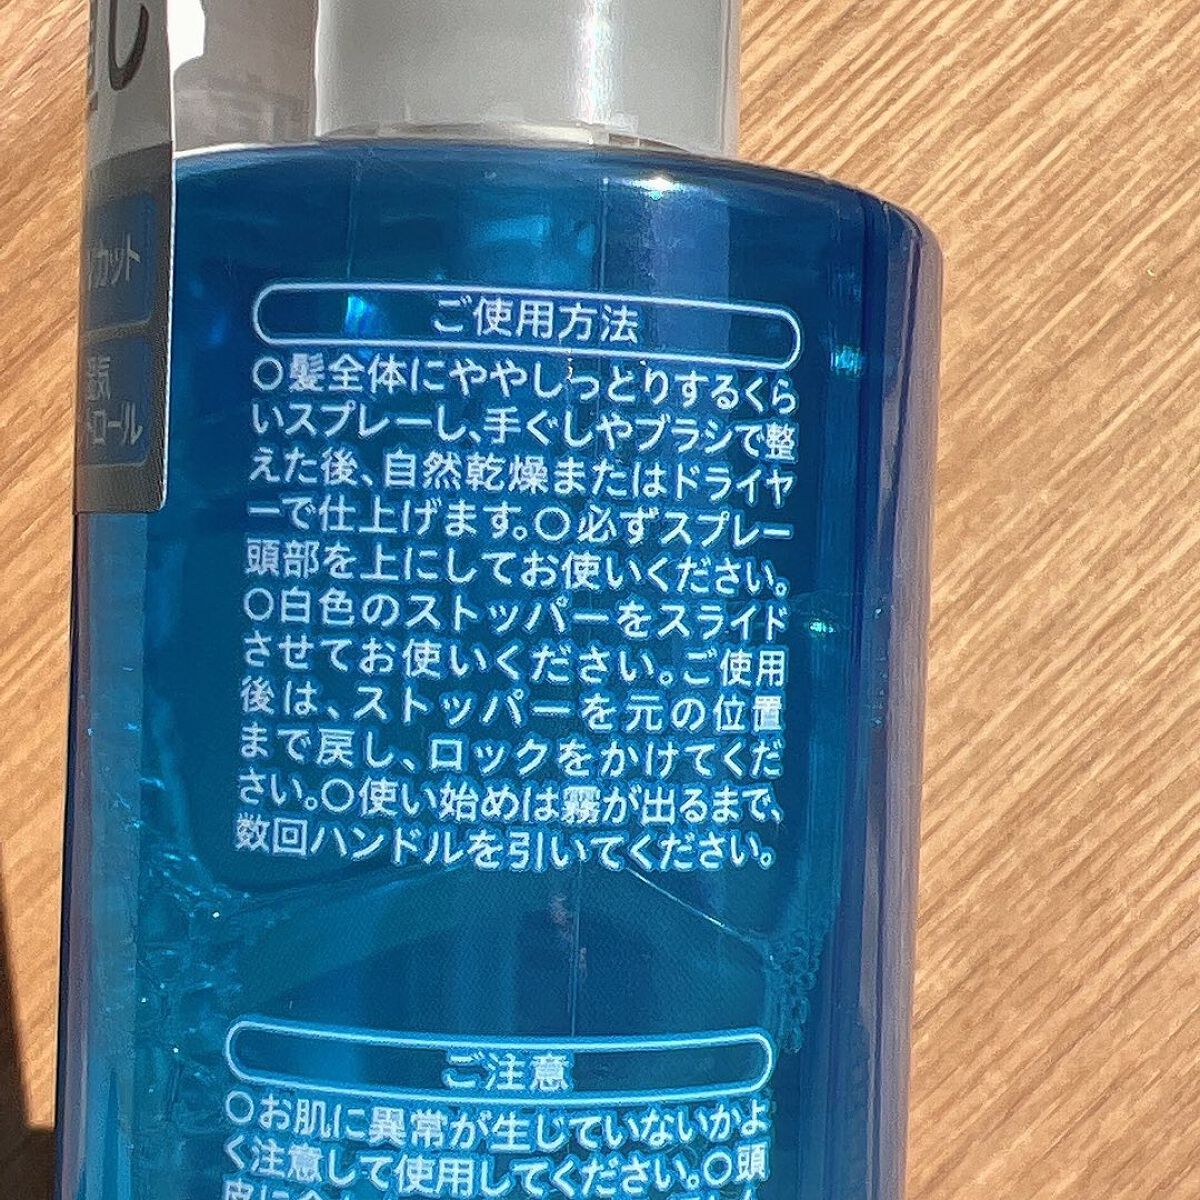 カット
ロール
ご使用方法
○髪全体にややしっとりするくら
いスプレーし、手ぐしやブラシで整
えた後、自然乾燥またはドライヤ
ーで仕上げます。○必ずスプレー
頭部を上にしてお使いください。
○白色のストッパーをスライド
させてお使いください。ご使用
後は、ストッパーを元の位置
まで戻し、ロックをかけてくだ
さい。○使い始めは霧が出るまで、
数回ハンドルを引いてください。
ご注意
○お肌に異常が生じていないかよ
く注意して使用してください。○頭